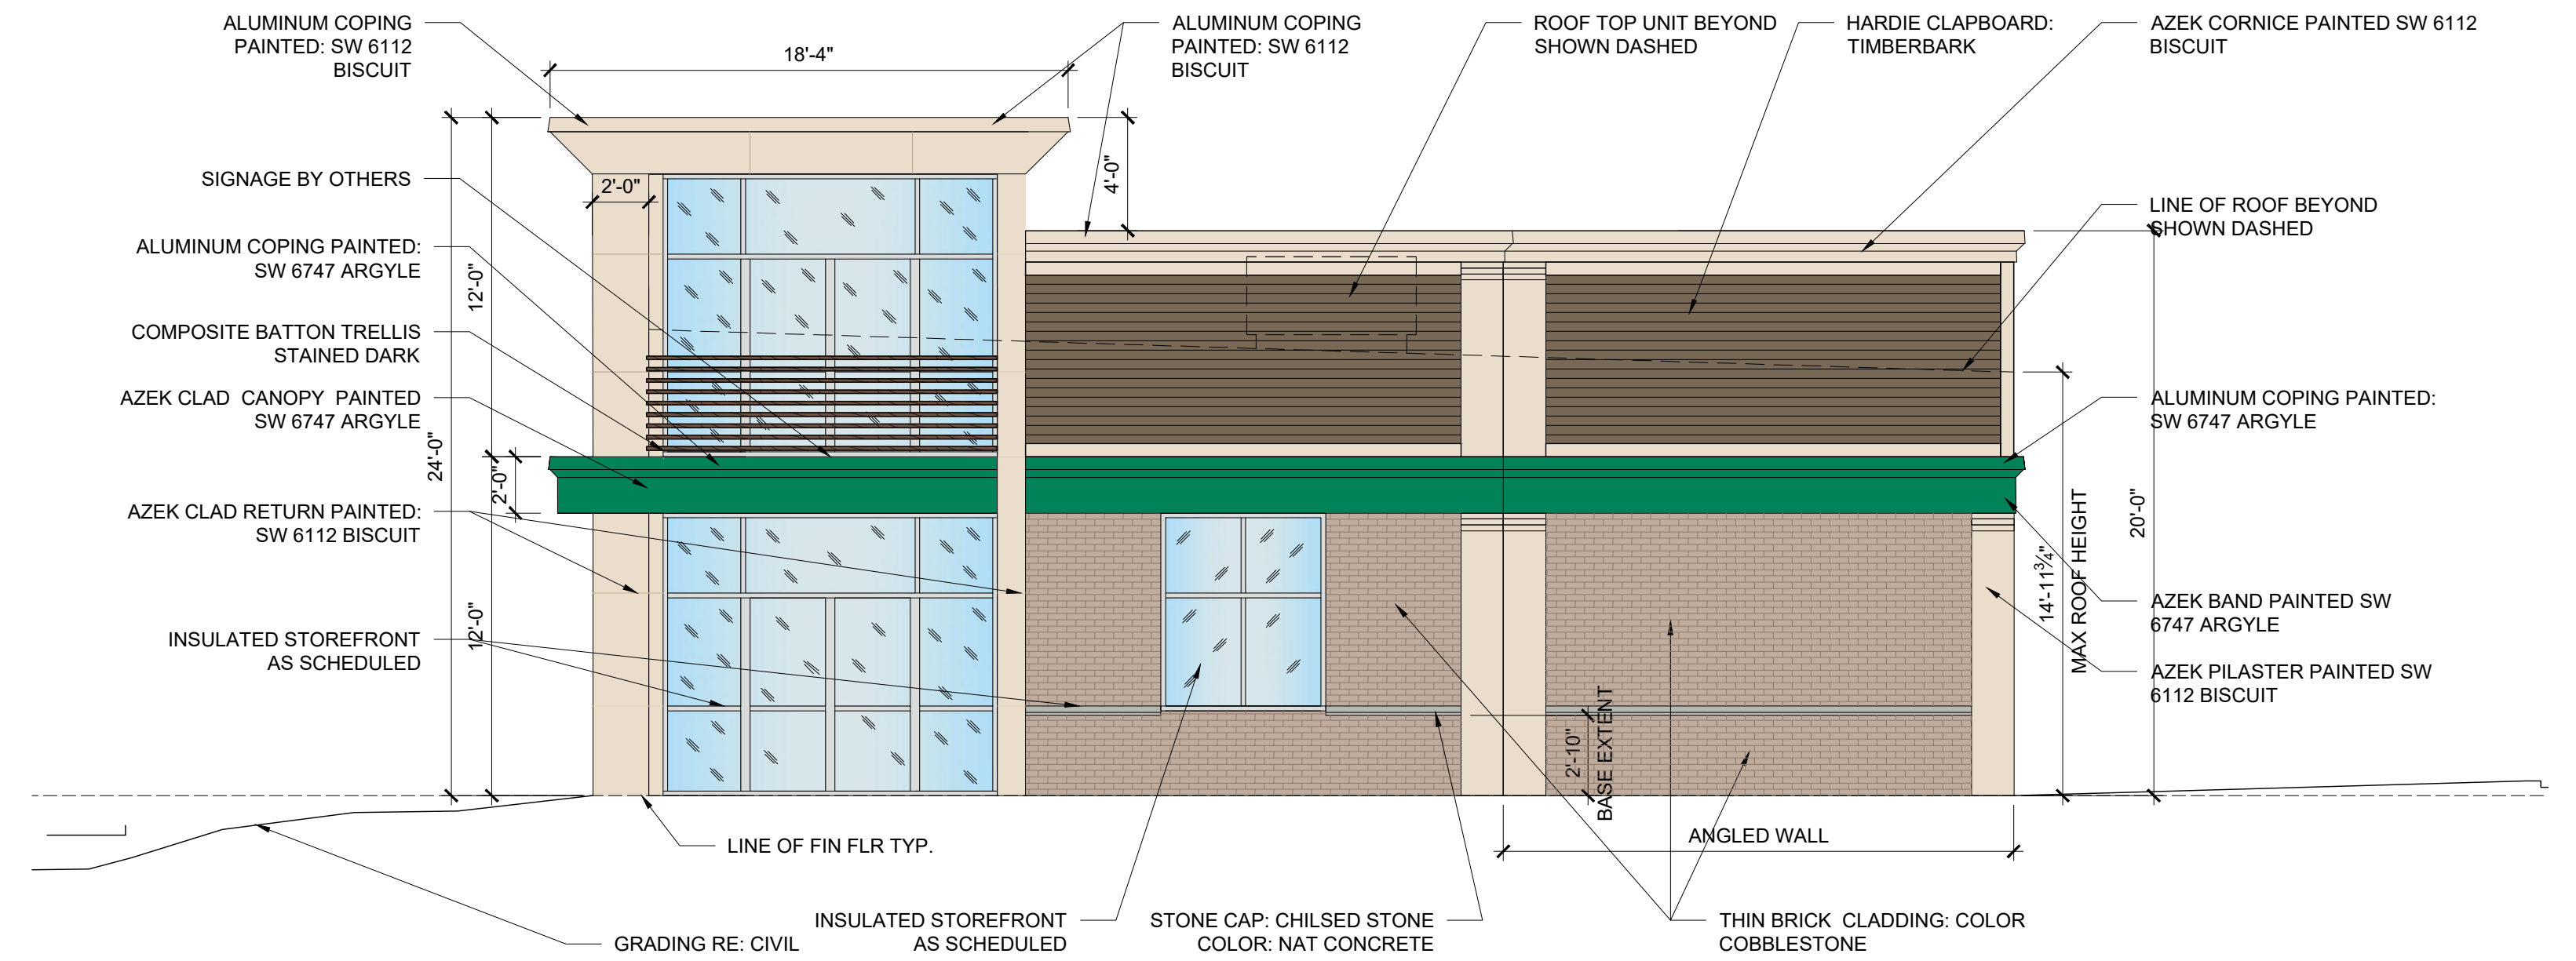 ALUMINUM COPING
PAINTED: SW 6112
BISCUIT
18'-4"
ALUMINUM COPING
PAINTED: SW 6112
BISCUIT
ROOF TOP UNIT BEYOND
SHOWN DASHED
HARDIE CLAPBOARD:
TIMBERBARK
AZEK CORNICE PAINTED SW 6112
BISCUIT
SIGNAGE BY OTHERS
2'-0"
4'-0"
LINE OF ROOF BEYOND
SHOWN DASHED
ALUMINUM COPING PAINTED:
SW 6747 ARGYLE
12'-0"
COMPOSITE BATTON TRELLIS
STAINED DARK
AZEK CLAD CANOPY PAINTED
SW 6747 ARGYLE
24'-0"
2'-0"
ALUMINUM COPING PAINTED:
SW 6747 ARGYLE
AZEK CLAD RETURN PAINTED:
SW 6112 BISCUIT
20'-0"
14'-11¾"
MAX ROOF HEIGHT
AZEK BAND PAINTED SW
6747 ARGYLE
12'-0"
INSULATED STOREFRONT
AS SCHEDULED
AZEK PILASTER PAINTED SW
6112 BISCUIT
2'-10"
BASE EXTENT
LINE OF FIN FLR TYP.
ANGLED WALL
GRADING RE: CIVIL
INSULATED STOREFRONT
AS SCHEDULED
STONE CAP: CHILSED STONE
COLOR: NAT CONCRETE
THIN BRICK CLADDING: COLOR
COBBLESTONE